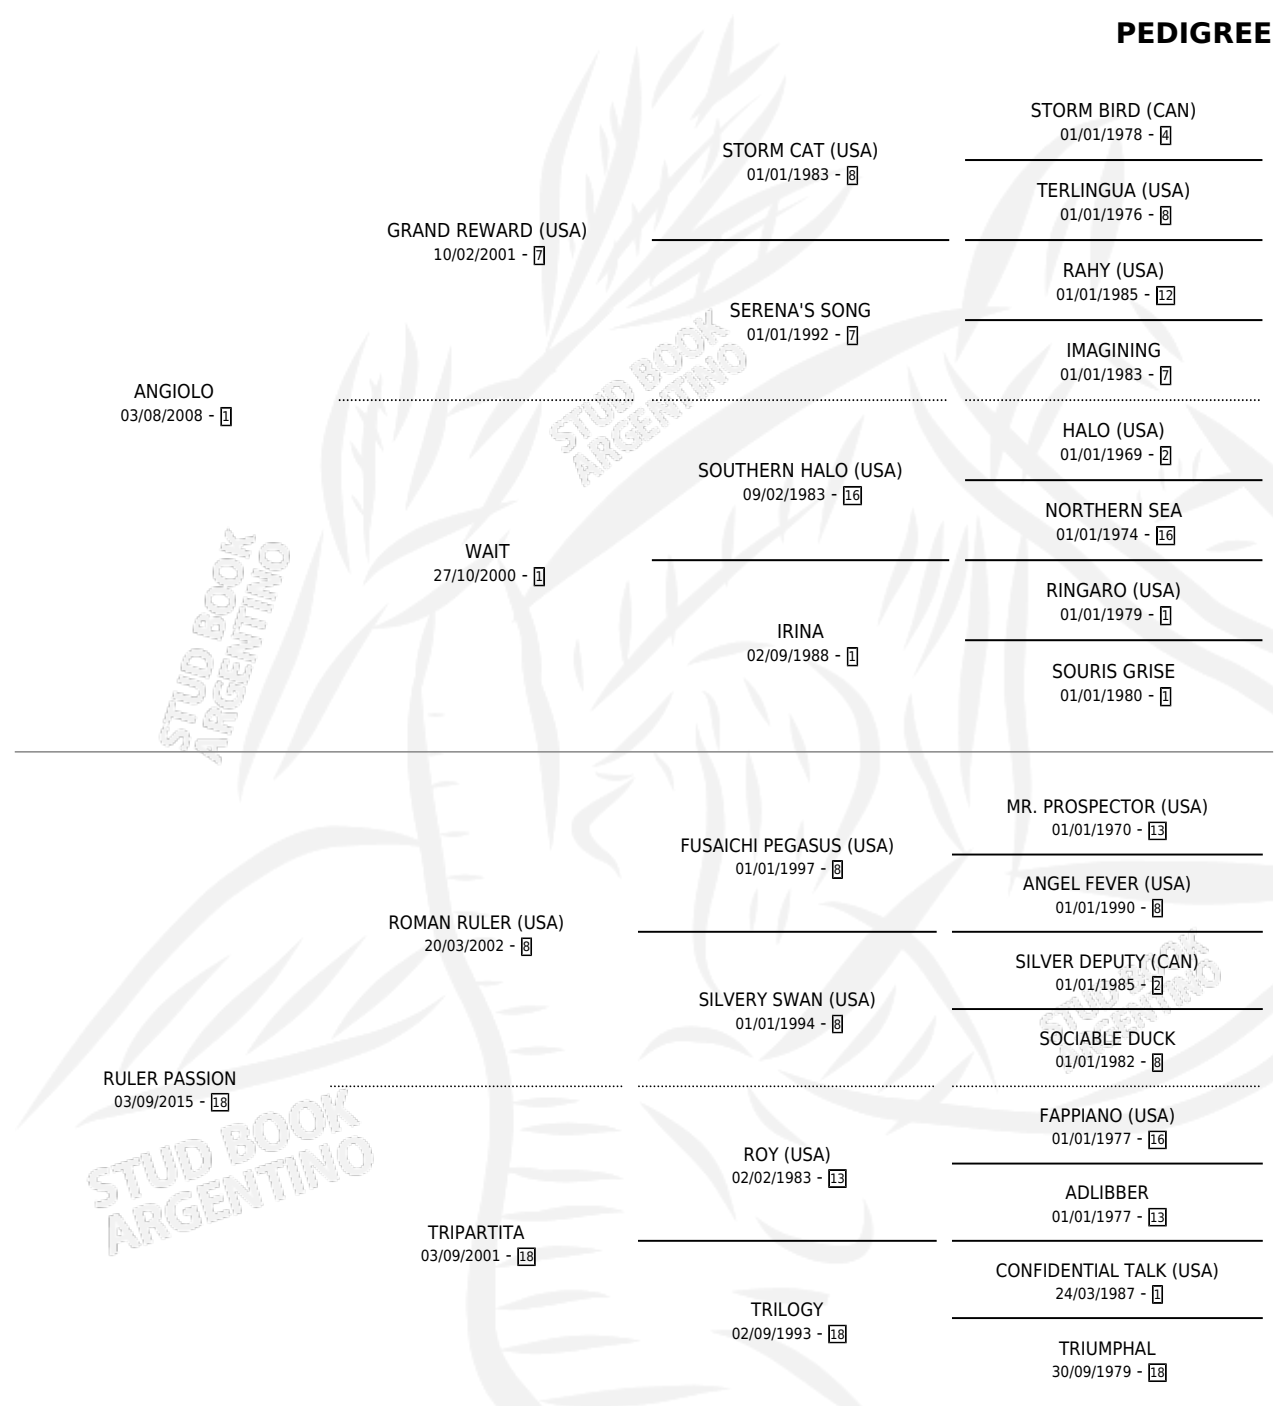 PEDIGREE
STORM BIRD (CAN)
01/01/1978 - 4
STORM CAT (USA)
01/01/1983 - 8
TERLINGUA (USA)
01/01/1976 - 8
GRAND REWARD (USA)
10/02/2001 - 7
RAHY (USA)
01/01/1985 - 12
SERENA'S SONG
01/01/1992 - 7
IMAGINING
01/01/1983 - 7
ANGIOLO
03/08/2008 - 1
HALO (USA)
01/01/1969 - 2
SOUTHERN HALO (USA)
09/02/1983 - 16
NORTHERN SEA
01/01/1974 - 16
WAIT
27/10/2000 - 1
RINGARO (USA)
01/01/1979 - 1
IRINA
02/09/1988 - 1
SOURIS GRISE
01/01/1980 - 1
MR. PROSPECTOR (USA)
01/01/1970 - 13
FUSAICHI PEGASUS (USA)
01/01/1997 - 8
ANGEL FEVER (USA)
01/01/1990 - 8
ROMAN RULER (USA)
20/03/2002 - 8
SILVER DEPUTY (CAN)
01/01/1985 - 2
SILVERY SWAN (USA)
01/01/1994 - 8
SOCIABLE DUCK
01/01/1982 - 8
RULER PASSION
03/09/2015 - 18
FAPPIANO (USA)
01/01/1977 - 16
ROY (USA)
02/02/1983 - 13
ADLIBBER
01/01/1977 - 13
TRIPARTITA
03/09/2001 - 18
CONFIDENTIAL TALK (USA)
24/03/1987 - 1
TRILOGY
02/09/1993 - 18
TRIUMPHAL
30/09/1979 - 18
STUD BOOK
ARGENTINO
STUD BOOK
ARGENTINO
STUD BOOK
ARGENTINO
STUD BOOK
ARGENTINO